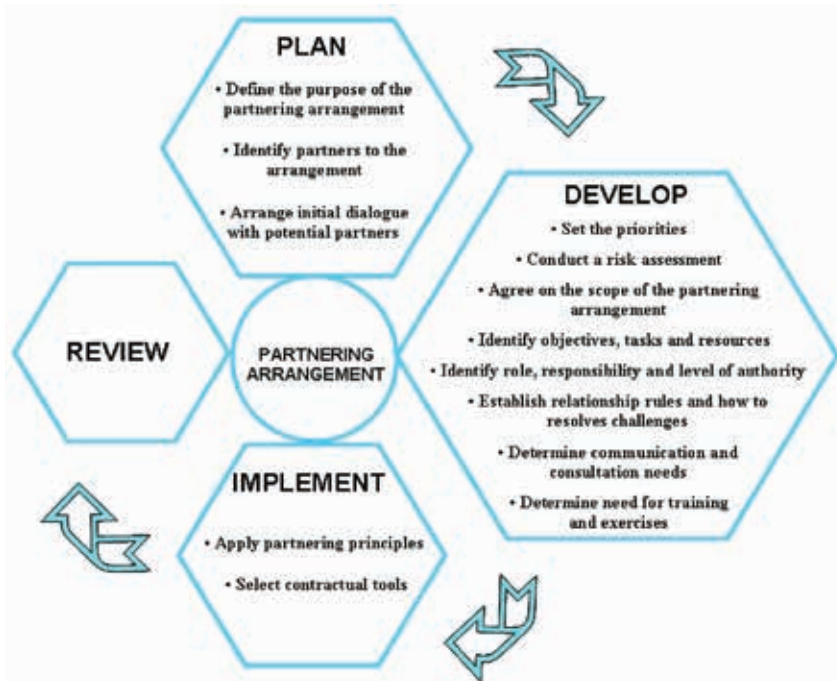 PLAN
• Define the purpose of the
partnering arrangement
• Identify partners to the
arrangement
• Arrange initial dialogue
with potential partners
DEVELOP
• Set the priorities
• Conduct a risk assessment
• Agree on the scope of the partnering
arrangement
• Identify objectives, tasks and resources
• Identify role, responsibility and level of authority
• Establish relationship rules and how to
resolves challenges
• Determine communication and
consultation needs
• Determine need for training
and exercises
REVIEW
PARTNERING
ARRANGEMENT
IMPLEMENT
• Apply partnering principles
• Select contractual tools